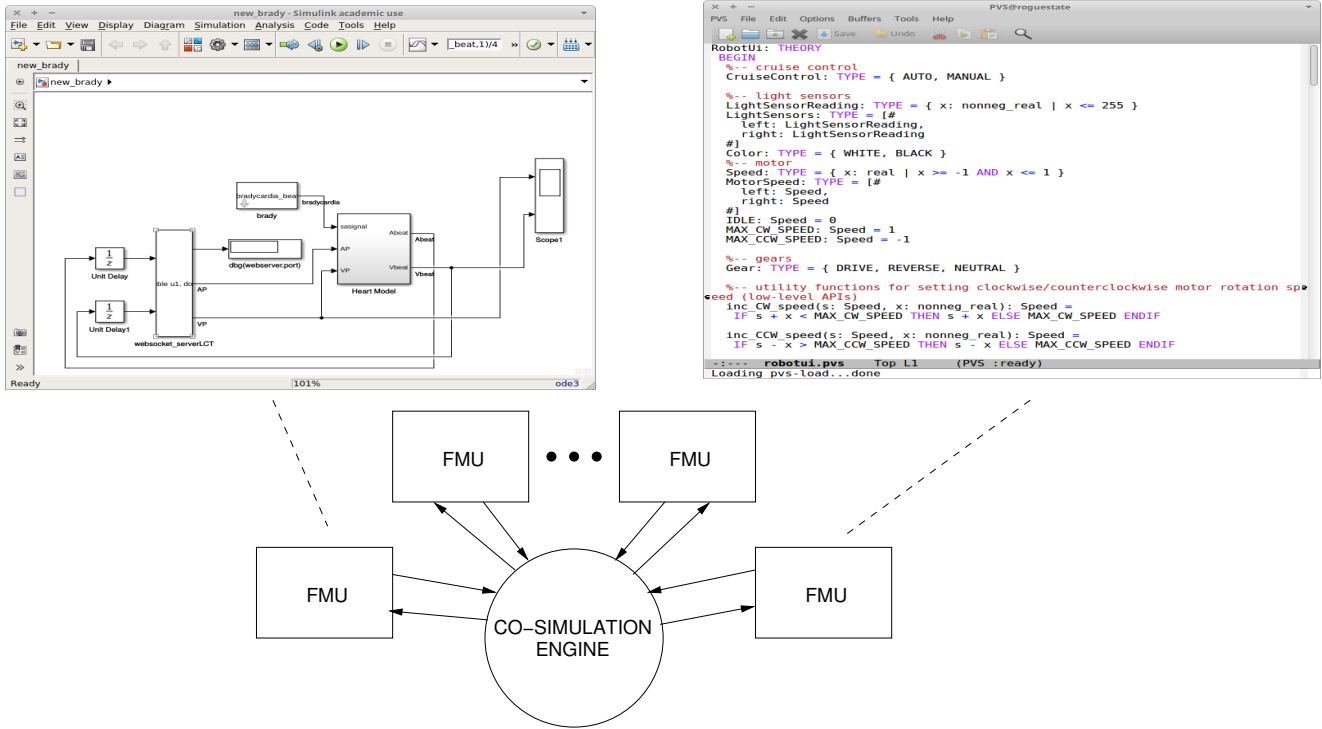 new_brady - Simulink academic use
File Edit View Display Diagram Simulation Analysis Code Tools Help
_beat,1)/4 »
new_brady
new_brady
bradycardia_bea
bradycardia
brady
sasignal
Abeat
Abeat
AP
Vbeat
Vbeat
VP
Heart Model
Scope1
dbg(webserver.port)
1
z
Unit Delay
ble u1, do
AP
1
z
Unit Delay1
VP
websocket_serverLCT
Ready 101% ode3
PVS@roguestate
PVS File Edit Options Buffers Tools Help
Save Undo
RobotUi: THEORY
BEGIN
%-- cruise control
CruiseControl: TYPE = { AUTO, MANUAL }
%-- light sensors
LightSensorReading: TYPE = { x: nonneg_real | x <= 255 }
LightSensors: TYPE = [#
left: LightSensorReading,
right: LightSensorReading
#]
Color: TYPE = { WHITE, BLACK }
%-- motor
Speed: TYPE = { x: real | x >= -1 AND x <= 1 }
MotorSpeed: TYPE = [#
left: Speed,
right: Speed
#]
IDLE: Speed = 0
MAX_CW_SPEED: Speed = 1
MAX_CCW_SPEED: Speed = -1
%-- gears
Gear: TYPE = { DRIVE, REVERSE, NEUTRAL }
%-- utility functions for setting clockwise/counterclockwise motor rotation sp
eed (low-level APIs)
inc_CW_speed(s: Speed, x: nonneg_real): Speed =
IF s + x < MAX_CW_SPEED THEN s + x ELSE MAX_CW_SPEED ENDIF
inc_CCW_speed(s: Speed, x: nonneg_real): Speed =
IF s - x > MAX_CCW_SPEED THEN s - x ELSE MAX_CCW_SPEED ENDIF
-:--- robotui.pvs Top L1 (PVS :ready)
Loading pvs-load...done
FMU
FMU
FMU
FMU
CO-SIMULATION
ENGINE